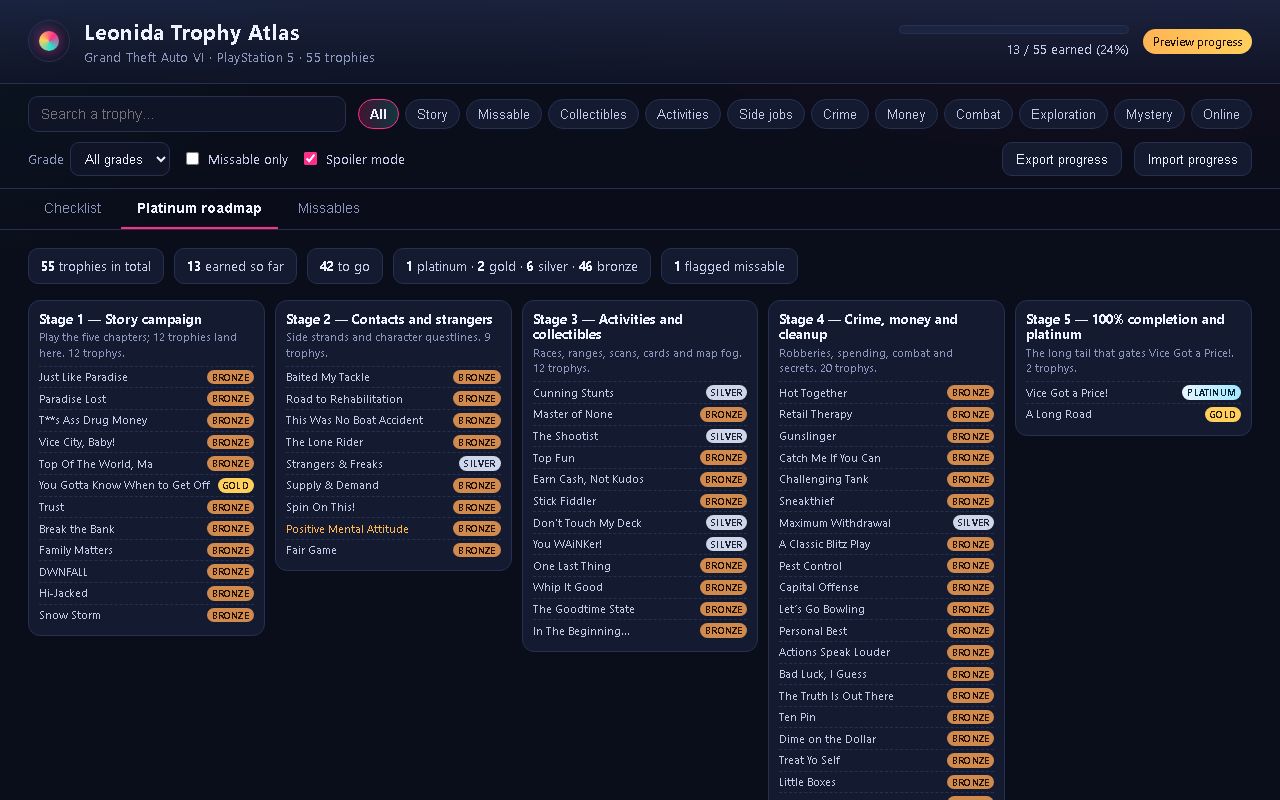 Leonida Trophy Atlas
Grand Theft Auto VI · PlayStation 5 · 55 trophies
13 / 55 earned (24%)
Preview progress
Search a trophy...
All
Story
Missable
Collectibles
Activities
Side jobs
Crime
Money
Combat
Exploration
Mystery
Online
Grade
All grades
Missable only
Spoiler mode
Export progress
Import progress
Checklist
Platinum roadmap
Missables
55 trophies in total
13 earned so far
42 to go
1 platinum · 2 gold · 6 silver · 46 bronze
1 flagged missable
Stage 1 — Story campaign
Play the five chapters; 12 trophies land
here. 12 trophys.
Just Like Paradise BRONZE
Paradise Lost BRONZE
T**s Ass Drug Money BRONZE
Vice City, Baby! BRONZE
Top Of The World, Ma BRONZE
You Gotta Know When to Get Off GOLD
Trust BRONZE
Break the Bank BRONZE
Family Matters BRONZE
DWNFALL BRONZE
Hi-Jacked BRONZE
Snow Storm BRONZE
Stage 2 — Contacts and strangers
Side strands and character questlines. 9
trophys.
Baited My Tackle BRONZE
Road to Rehabilitation BRONZE
This Was No Boat Accident BRONZE
The Lone Rider BRONZE
Strangers & Freaks SILVER
Supply & Demand BRONZE
Spin On This! BRONZE
Positive Mental Attitude BRONZE
Fair Game BRONZE
Stage 3 — Activities and
collectibles
Races, ranges, scans, cards and map fog.
12 trophys.
Cunning Stunts SILVER
Master of None BRONZE
The Shootist SILVER
Top Fun BRONZE
Earn Cash, Not Kudos BRONZE
Stick Fiddler BRONZE
Don't Touch My Deck SILVER
You WAiNKer! SILVER
One Last Thing BRONZE
Whip It Good BRONZE
The Goodtime State BRONZE
In The Beginning... BRONZE
Stage 4 — Crime, money and
cleanup
Robberies, spending, combat and
secrets. 20 trophys.
Hot Together BRONZE
Retail Therapy BRONZE
Gunslinger BRONZE
Catch Me If You Can BRONZE
Challenging Tank BRONZE
Sneakthief BRONZE
Maximum Withdrawal SILVER
A Classic Blitz Play BRONZE
Pest Control BRONZE
Capital Offense BRONZE
Let's Go Bowling BRONZE
Personal Best BRONZE
Actions Speak Louder BRONZE
Bad Luck, I Guess BRONZE
The Truth Is Out There BRONZE
Ten Pin BRONZE
Dime on the Dollar BRONZE
Treat Yo Self BRONZE
Little Boxes BRONZE
Stage 5 — 100% completion and
platinum
The long tail that gates Vice Got a Price!.
2 trophys.
Vice Got a Price! PLATINUM
A Long Road GOLD